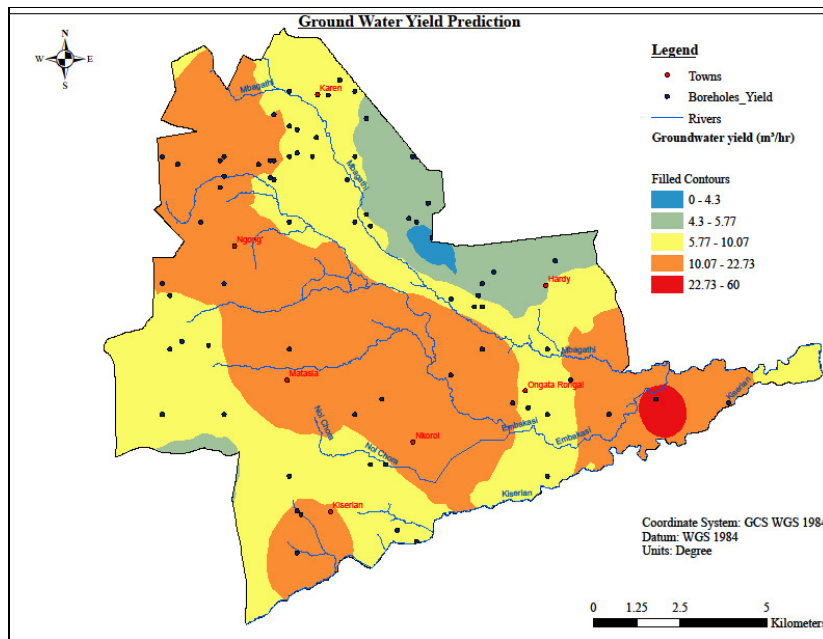 Ground Water Yield Prediction
N
W
E
S
Legend
Towns
Boreholes_Yield
Rivers
Groundwater yield (m³/hr)
Filled Contours
0 - 4.3
4.3 - 5.77
5.77 - 10.07
10.07 - 22.73
22.73 - 60
Mbagathi
Karen
Mbagathi
Ngong'
Hardy
Mbagathi
Matasia
Ongata Rongai
Kiserian
Nol Chora
Embakasi
Embakasi
Nkoroi
Nol Chora
Kiserian
Kiserian
Coordinate System: GCS WGS 1984
Datum: WGS 1984
Units: Degree
0 1.25 2.5 5
Kilometers